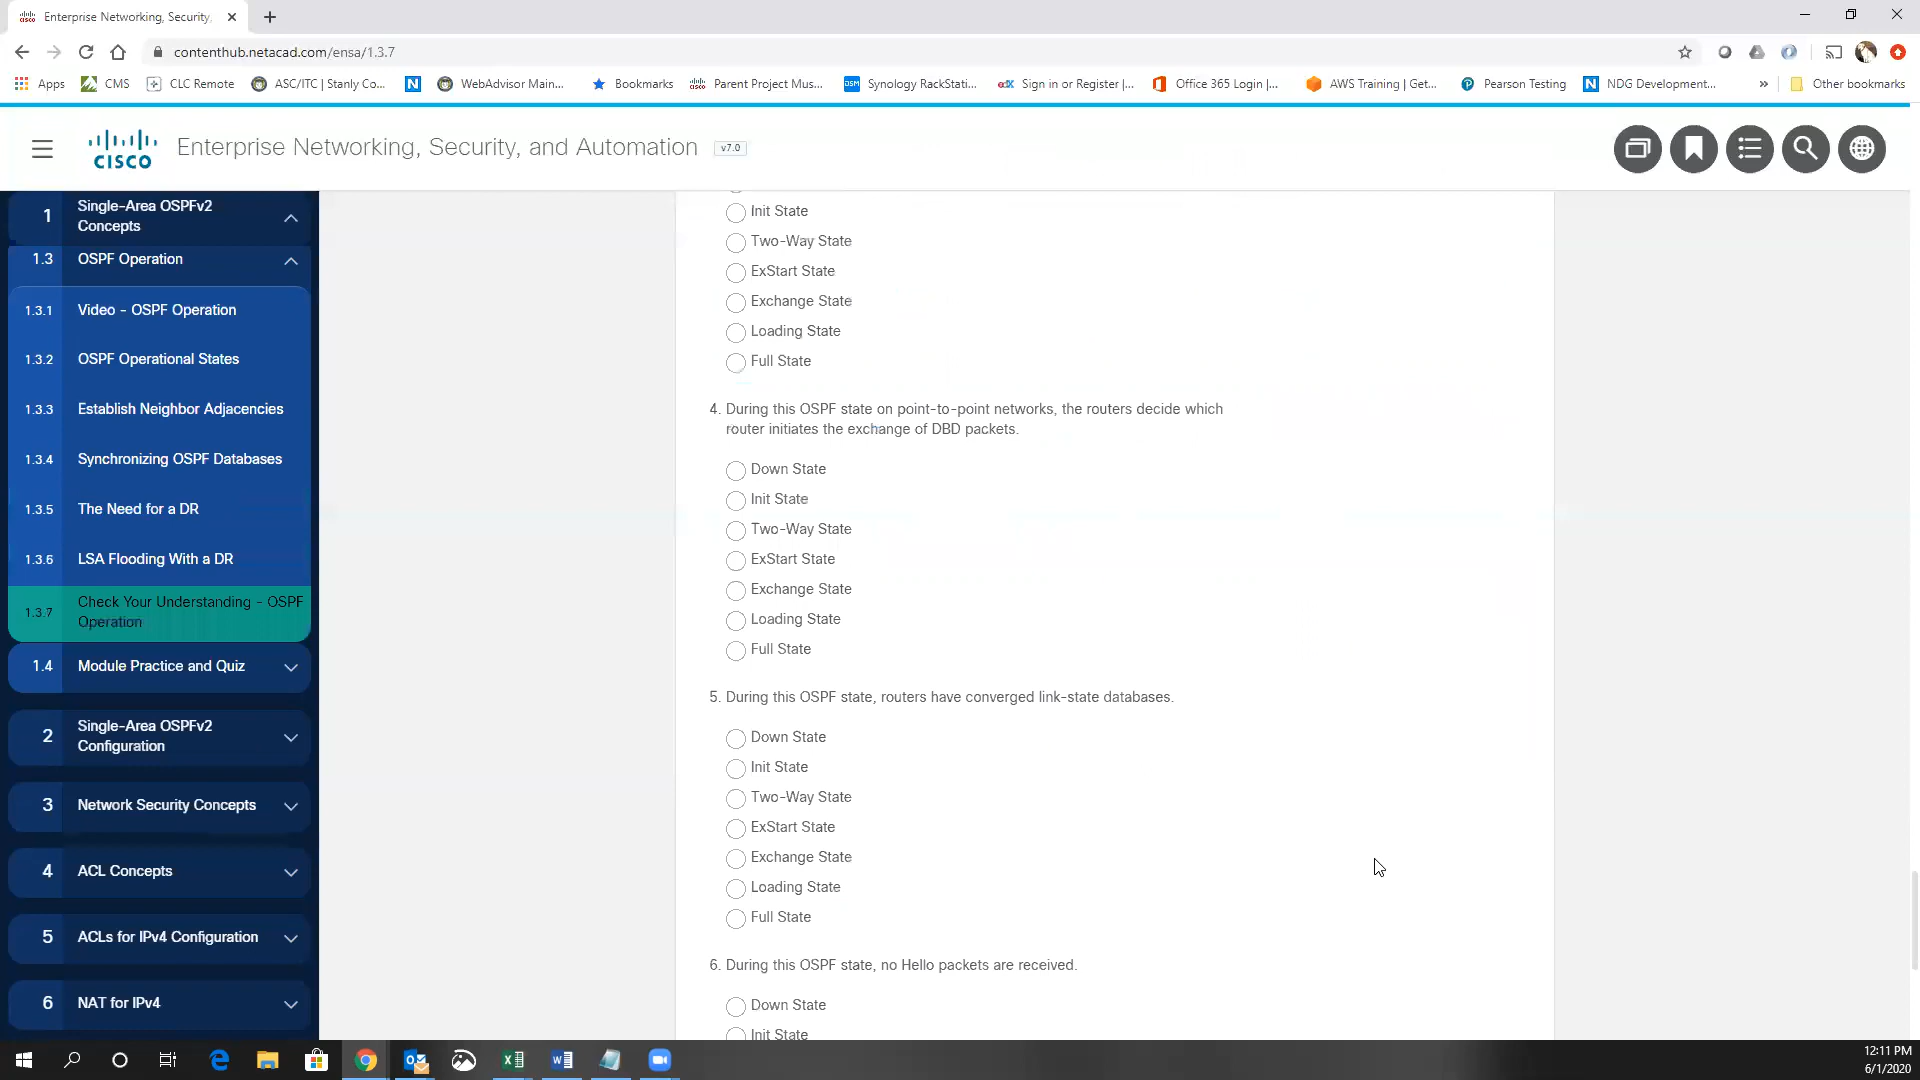 Enterprise Networking, Security,
contenthub.netacad.com/ensa/1.3.7
Apps CMS CLC Remote ASC/ITC | Stanly Co... WebAdvisor Main... Bookmarks Parent Project Mus... Synology RackStati... Sign in or Register |... Office 365 Login |... AWS Training | Get... Pearson Testing NDG Development... » Other bookmarks
CISCO Enterprise Networking, Security, and Automation v7.0
1 Single-Area OSPFv2
Concepts
1.3 OSPF Operation
1.3.1 Video - OSPF Operation
1.3.2 OSPF Operational States
1.3.3 Establish Neighbor Adjacencies
1.3.4 Synchronizing OSPF Databases
1.3.5 The Need for a DR
1.3.6 LSA Flooding With a DR
1.3.7 Check Your Understanding - OSPF
Operation
1.4 Module Practice and Quiz
2 Single-Area OSPFv2
Configuration
3 Network Security Concepts
4 ACL Concepts
5 ACLs for IPv4 Configuration
6 NAT for IPv4
Init State
Two-Way State
ExStart State
Exchange State
Loading State
Full State
4. During this OSPF state on point-to-point networks, the routers decide which
router initiates the exchange of DBD packets.
Down State
Init State
Two-Way State
ExStart State
Exchange State
Loading State
Full State
5. During this OSPF state, routers have converged link-state databases.
Down State
Init State
Two-Way State
ExStart State
Exchange State
Loading State
Full State
6. During this OSPF state, no Hello packets are received.
Down State
Init State
12:11 PM
6/1/2020